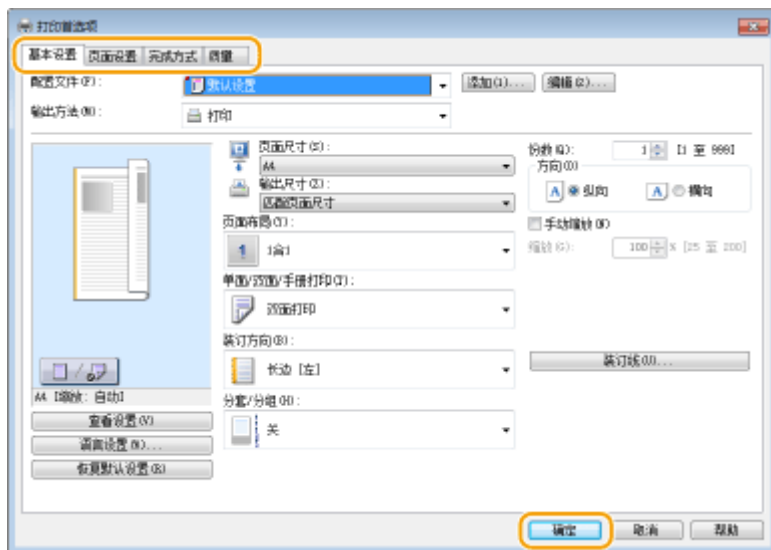 打印首选项
基本设置 页面设置 完成方式 质量
配置文件(F): 默认设置 添加(1)... 编辑(2)...
输出方法(M): 打印
页面尺寸(S):
A4
输出尺寸(Z):
匹配页面尺寸
份数(Q): 1 [1 至 999]
方向(O)
A 纵向 A 横向
页面布局(Y):
1 1合1
手动缩放(W)
缩放(G): 100 % [25 至 200]
单面/双面/手册打印(T):
双面打印
装订方向(B):
长边 [左]
装订线(U)...
A4 [缩放: 自动]
分套/分组(H):
关
查看设置(V)
语言设置(N)...
恢复默认设置(R)
确定 取消 帮助